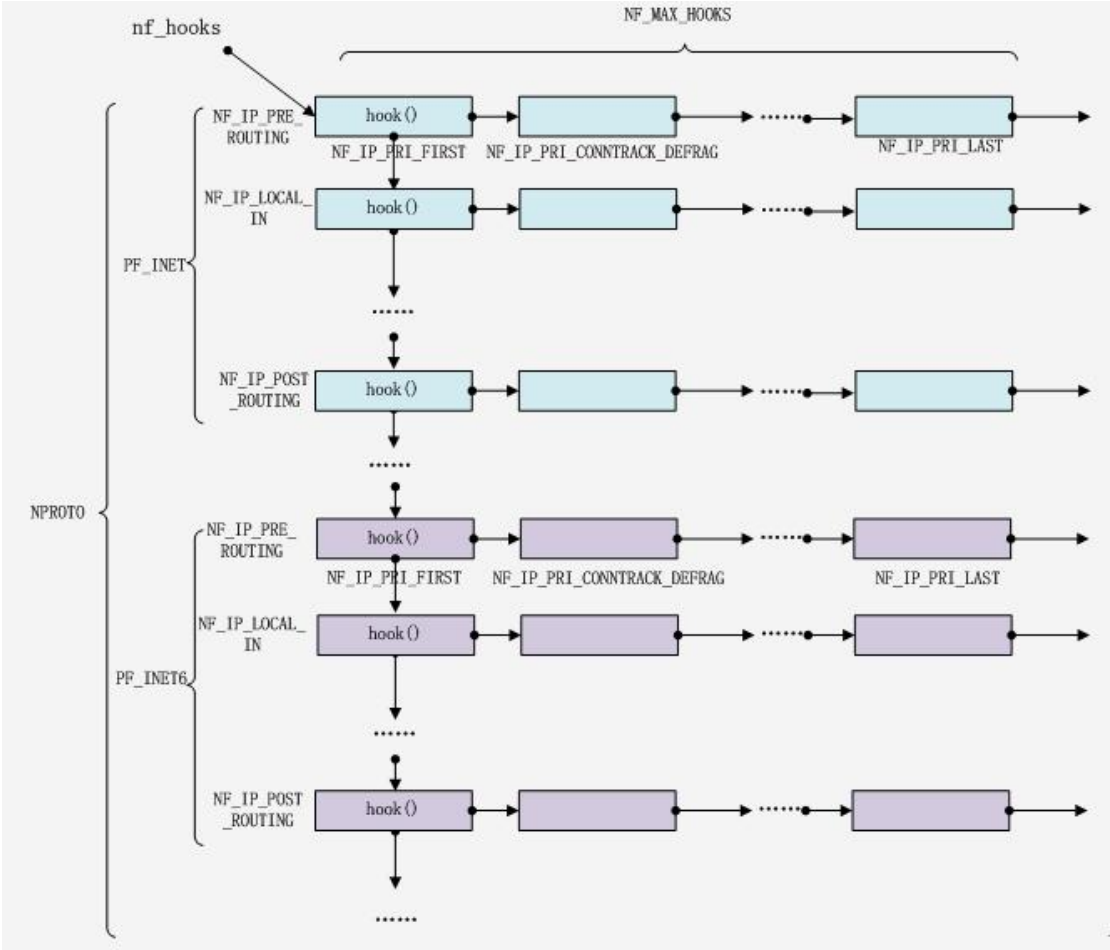 nf_hooks
NF_MAX_HOOKS
NF_IP_PRE_
ROUTING
hook()
......
NF_IP_PRI_FIRST
NF_IP_PRI_CONNTRACK_DEFRAG
NF_IP_PRI_LAST
NF_IP_LOCAL_
IN
hook()
......
PF_INET
......
NF_IP_POST
_ROUTING
hook()
......
......
NPROTO
NF_IP_PRE_
ROUTING
hook()
......
NF_IP_PRI_FIRST
NF_IP_PRI_CONNTRACK_DEFRAG
NF_IP_PRI_LAST
NF_IP_LOCAL_
IN
hook()
......
PF_INET6
......
NF_IP_POST
_ROUTING
hook()
......
......